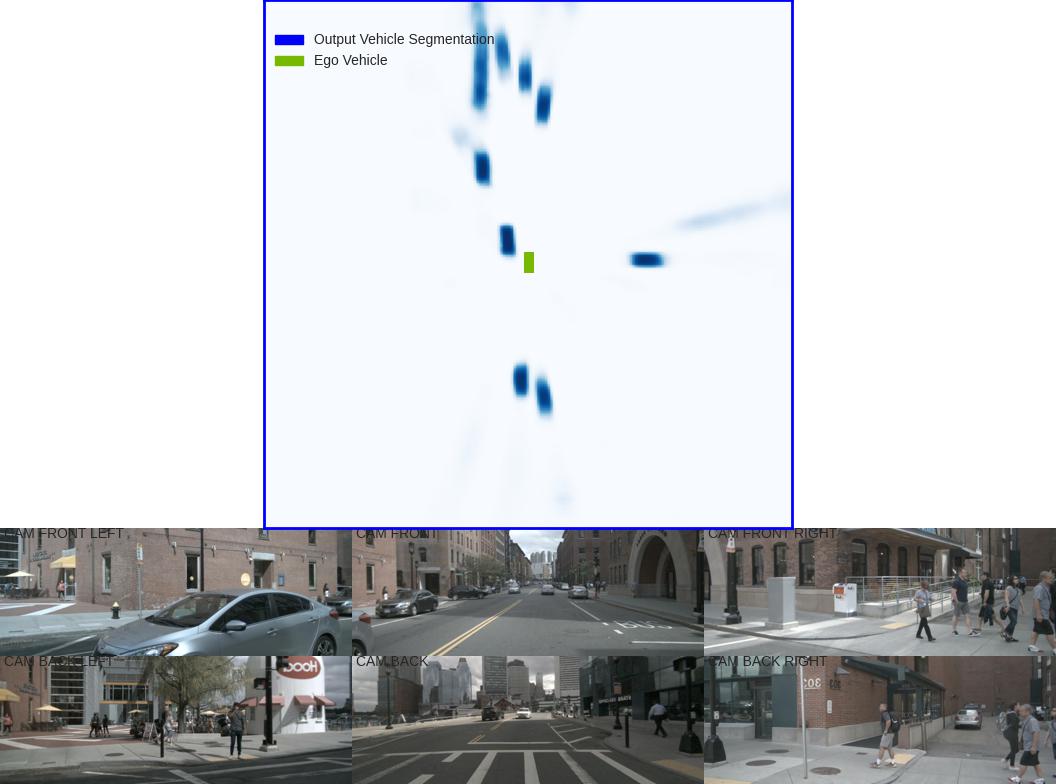 Output Vehicle Segmentation
Ego Vehicle
CAM FRONT LEFT
CAM FRONT
CAM FRONT RIGHT
BUS
CAM BACK LEFT
CAM BACK
CAM BACK RIGHT